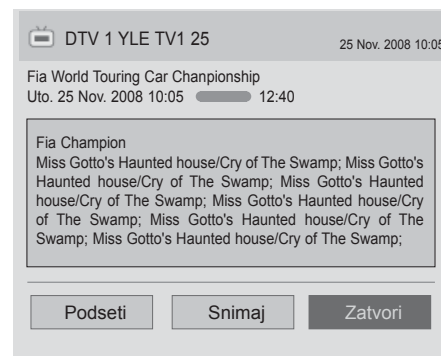 DTV 1 YLE TV1 25
25 Nov. 2008 10:05
Fia World Touring Car Chanpionship
Uto. 25 Nov. 2008 10:05 12:40
Fia Champion
Miss Gotto's Haunted house/Cry of The Swamp; Miss Gotto's
Haunted house/Cry of The Swamp; Miss Gotto's Haunted
house/Cry of The Swamp; Miss Gotto's Haunted house/Cry
of The Swamp; Miss Gotto's Haunted house/Cry of The
Swamp; Miss Gotto's Haunted house/Cry of The Swamp;
Podseti
Snimaj
Zatvori